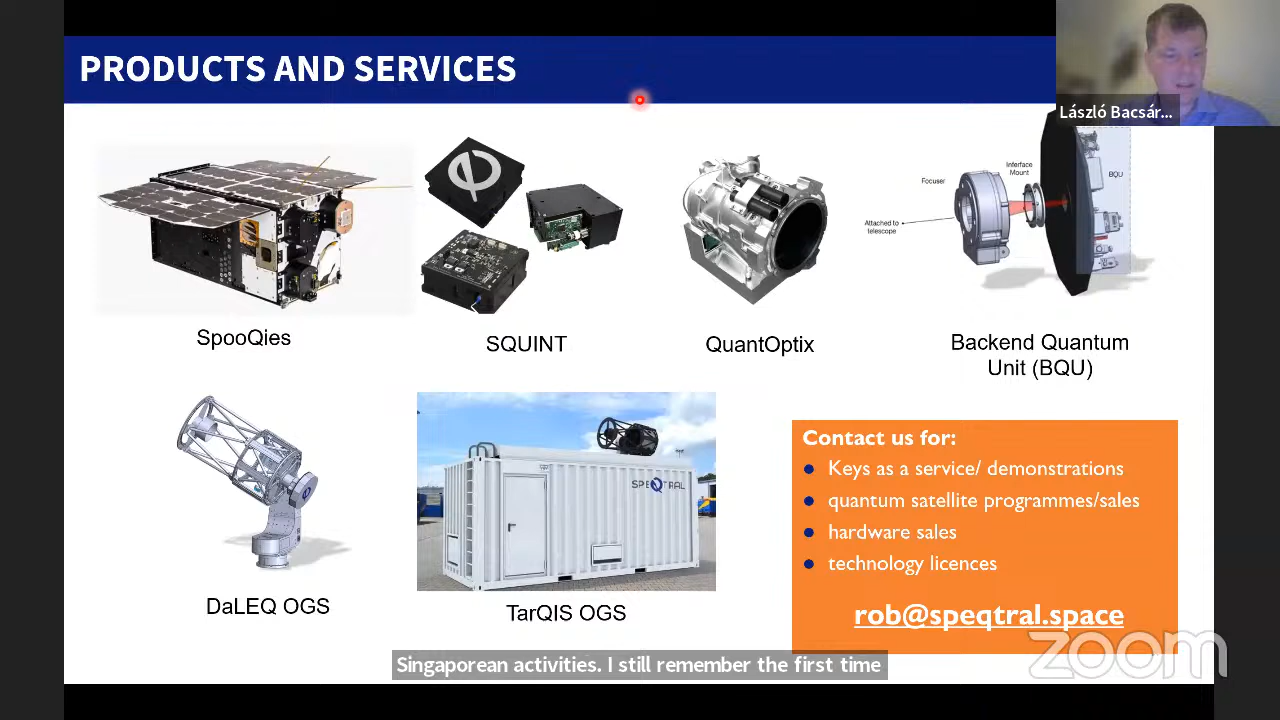 PRODUCTS AND SERVICES
László Bacsár...
Focuser
Interface
Mount
BQU
Attached to
telescope
SpooQies
SQUINT
QuantOptix
Backend Quantum
Unit (BQU)
SPEQTRAL
DaLEQ OGS
TarQIS OGS
Contact us for:
Keys as a service/ demonstrations
quantum satellite programmes/sales
hardware sales
technology licences
rob@speqtral.space
zoom
Singaporean activities. I still remember the first time